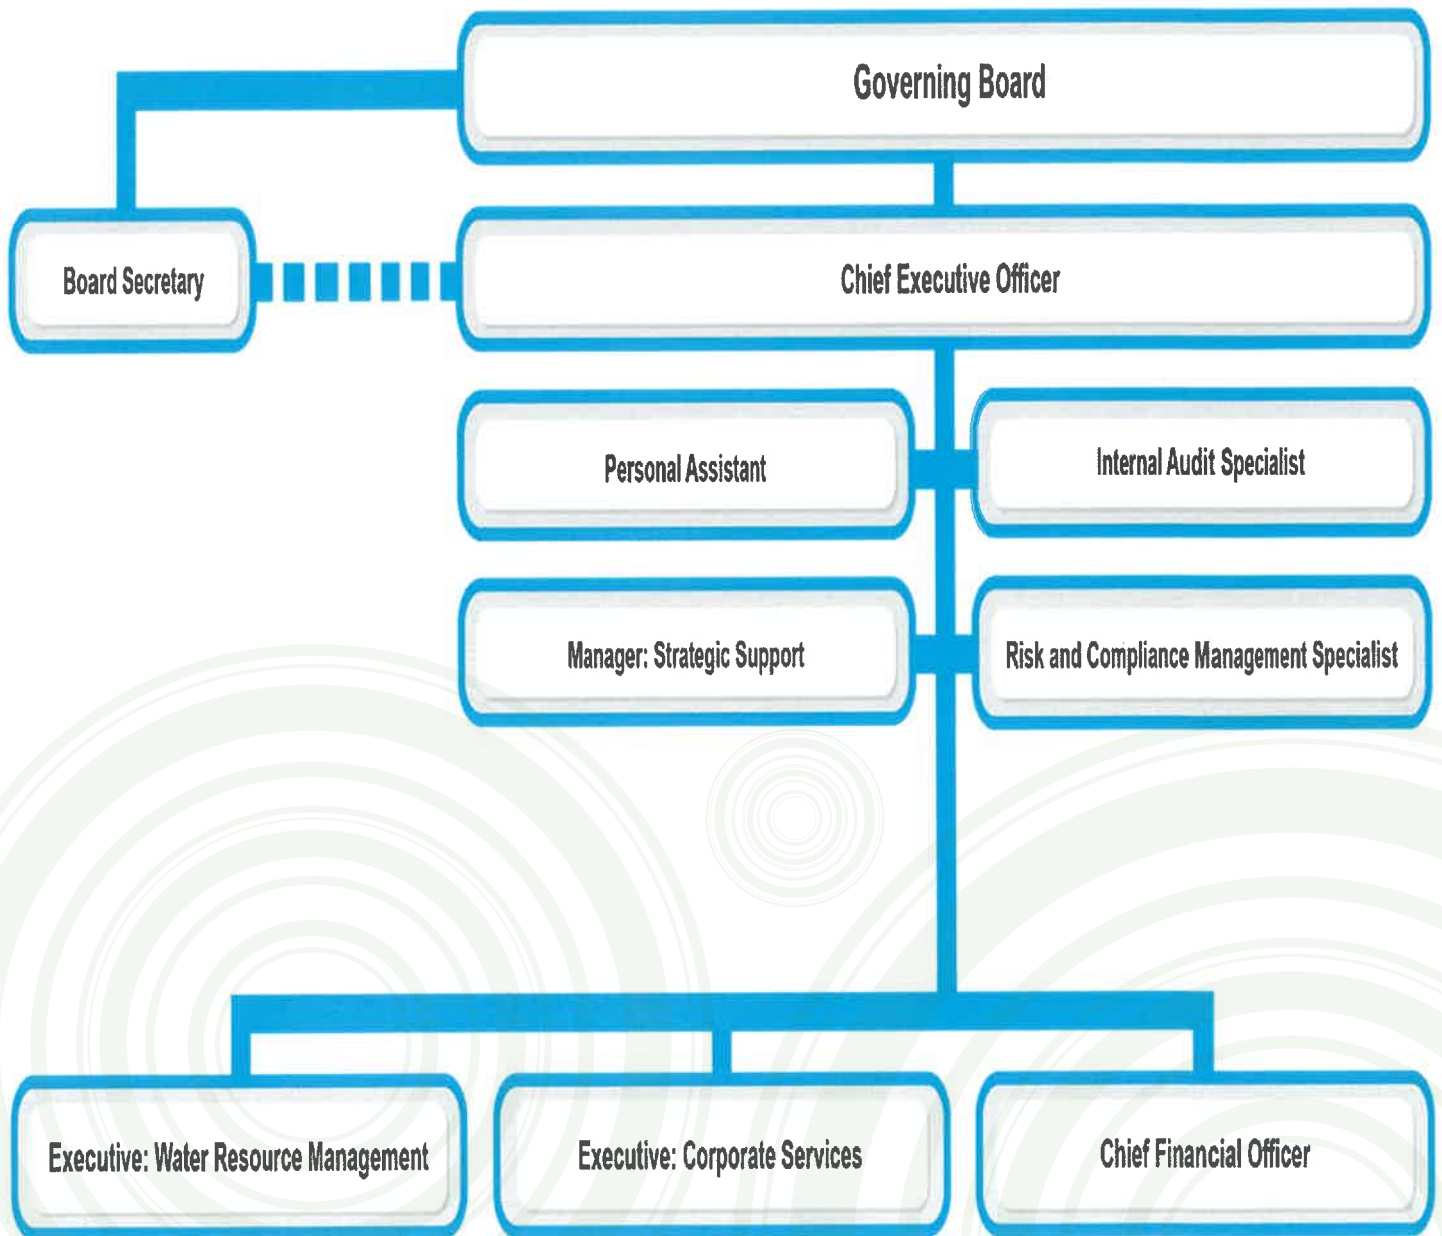 Governing Board
Board Secretary
Chief Executive Officer
Personal Assistant
Internal Audit Specialist
Manager: Strategic Support
Risk and Compliance Management Specialist
Executive: Water Resource Management
Executive: Corporate Services
Chief Financial Officer